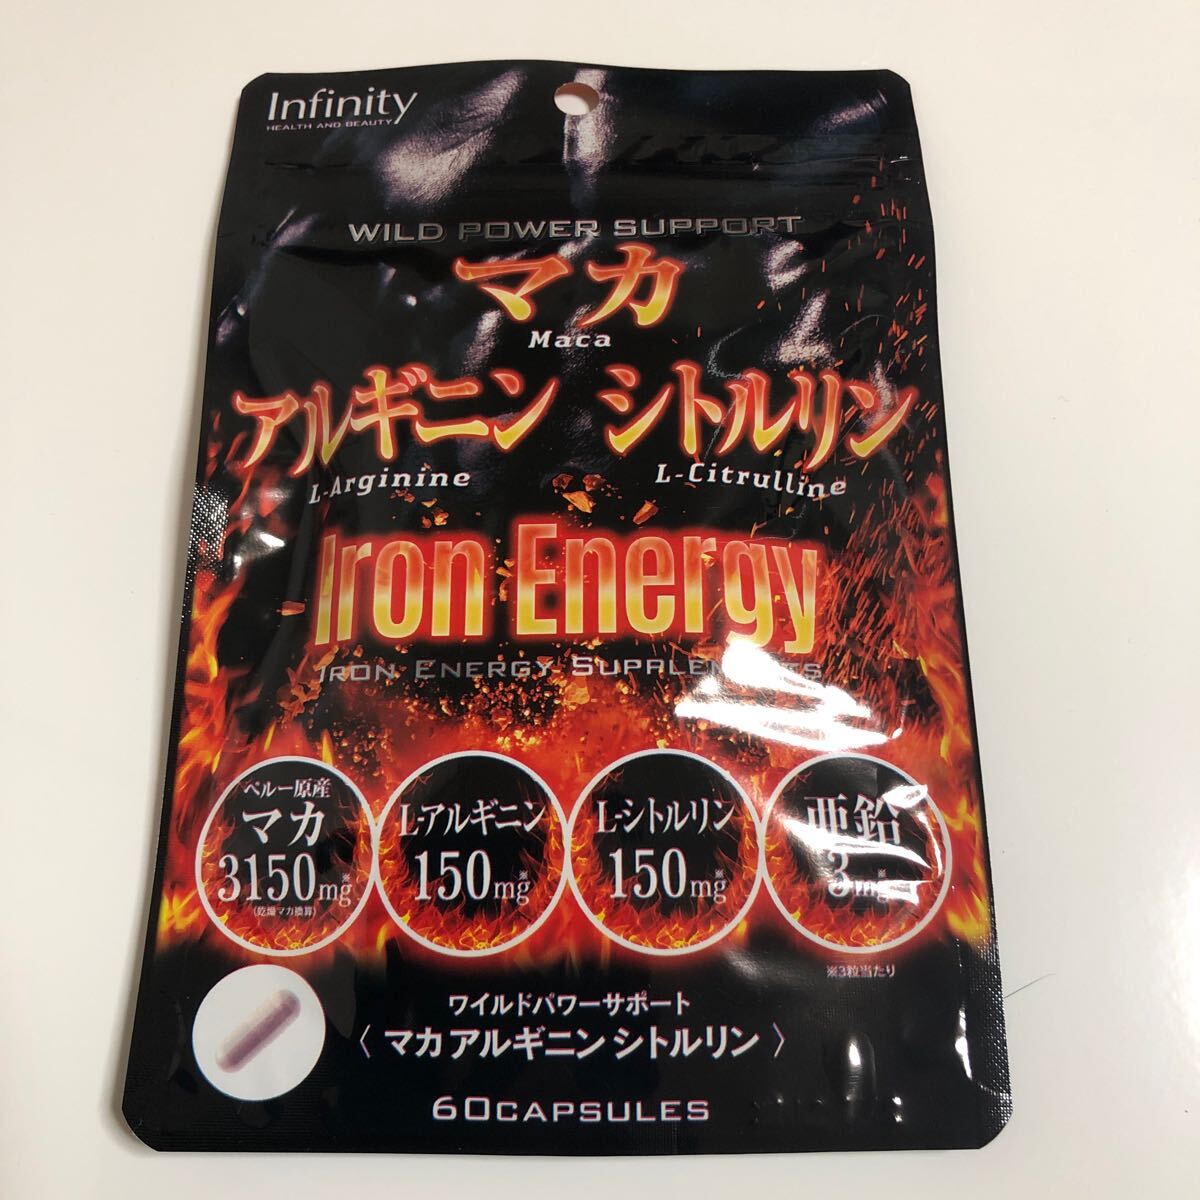 Infinity
HEALTH AND BEAUTY
WILD POWER SUPPORT
マカ
Maca
アルギニン シトルリン
L-Arginine L-Citrulline
Iron Energy
IRON ENERGY SUPPLEMENTS
ペルー原産
マカ
3150mg※
(乾燥マカ換算)
L-アルギニン
150mg※
L-シトルリン
150mg※
亜鉛
3mg※
※3粒当たり
ワイルドパワーサポート
〈 マカ アルギニン シトルリン 〉
60CAPSULES